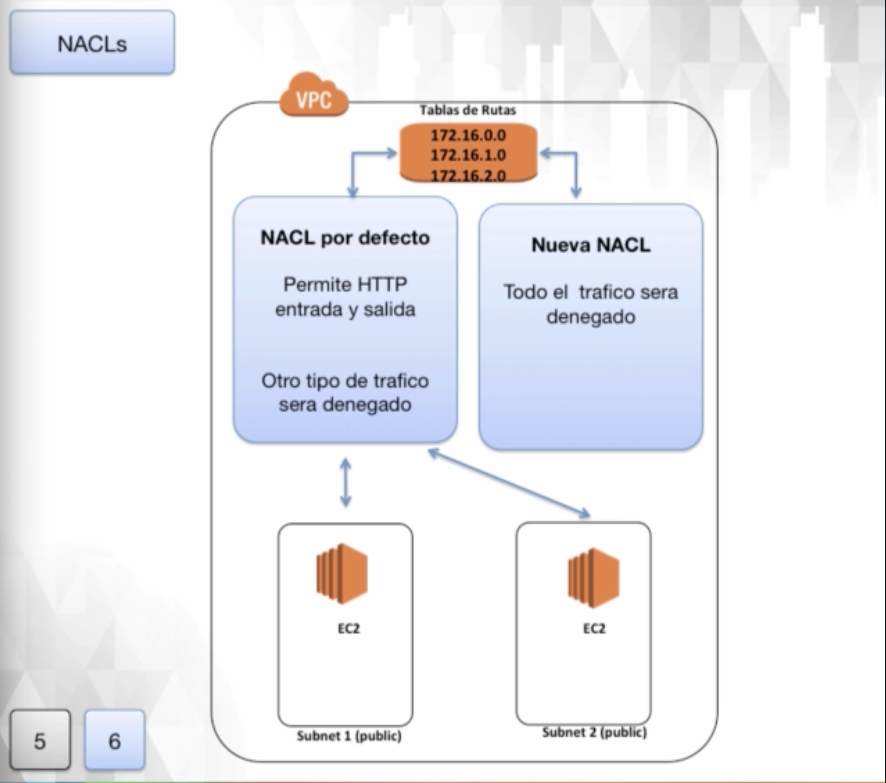 NACLs
VPC
Tablas de Rutas
172.16.0.0
172.16.1.0
172.16.2.0
NACL por defecto
Permite HTTP
entrada y salida
Otro tipo de trafico
sera denegado
Nueva NACL
Todo el trafico sera
denegado
EC2
Subnet 1 (public)
EC2
Subnet 2 (public)
5
6